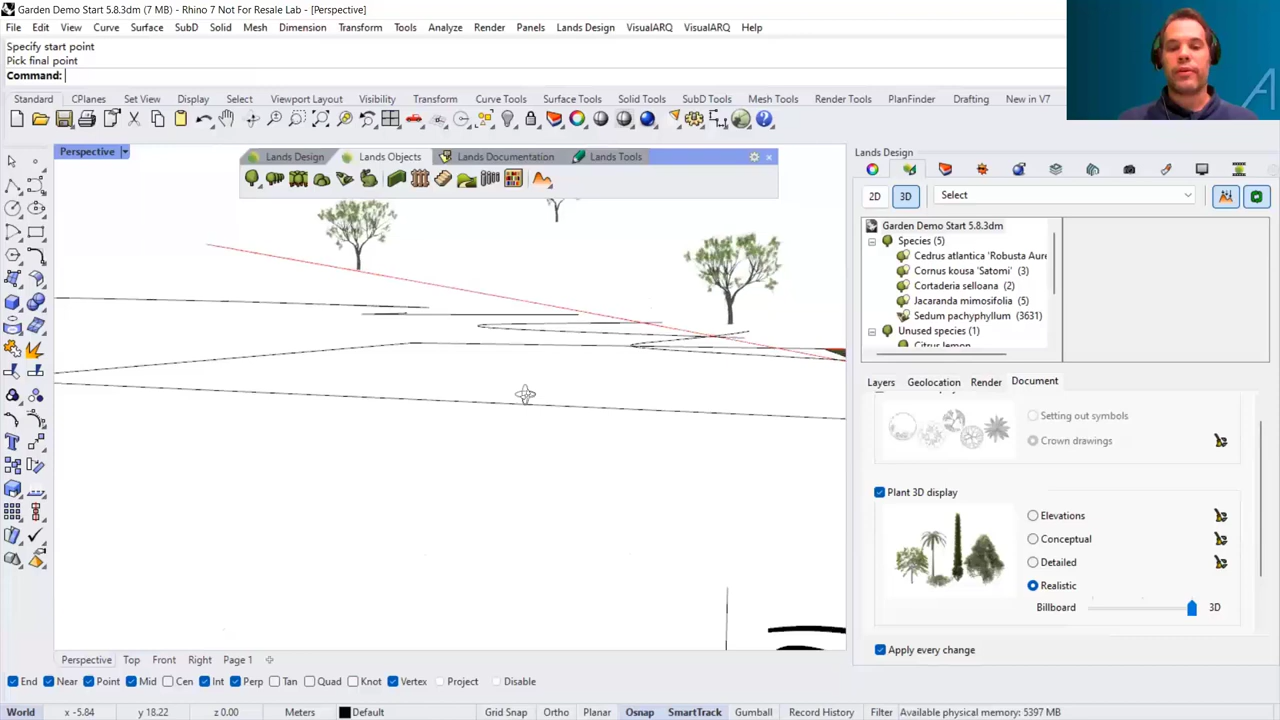 Garden Demo Start 5.8.3dm (7 MB) - Rhino 7 Not For Resale Lab - [Perspective]
File Edit View Curve Surface SubD Solid Mesh Dimension Transform Tools Analyze Render Panels Lands Design VisualARQ VisualARQ Help
Specify start point
Pick final point
Command:
Standard CPlanes Set View Display Select Viewport Layout Visibility Transform Curve Tools Surface Tools Solid Tools SubD Tools Mesh Tools Render Tools PlanFinder Drafting New in V7
Perspective
Lands Design Lands Objects Lands Documentation Lands Tools
Lands Design
2D 3D Select
Garden Demo Start 5.8.3dm
Species (5)
Cedrus atlantica 'Robusta Aure
Cornus kousa 'Satomi' (3)
Cortaderia selloana (2)
Jacaranda mimosifolia (5)
Sedum pachyphyllum (3631)
Unused species (1)
Citrus lemon
Layers Geolocation Render Document
Setting out symbols
Crown drawings
Plant 3D display
Elevations
Conceptual
Detailed
Realistic
Billboard 3D
Apply every change
Perspective Top Front Right Page 1
End Near Point Mid Cen Int Perp Tan Quad Knot Vertex Project Disable
World x -5.84 y 18.22 z 0.00 Meters Default Grid Snap Ortho Planar Osnap SmartTrack Gumball Record History Filter Available physical memory: 5397 MB